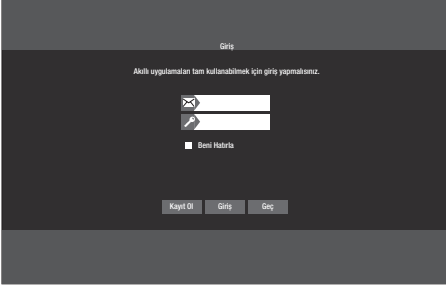 Giriş
Akıllı uygulamaları tam kullanabilmek için giriş yapmalısınız.
Beni Hatırla
Kayıt Ol Giriş Geç